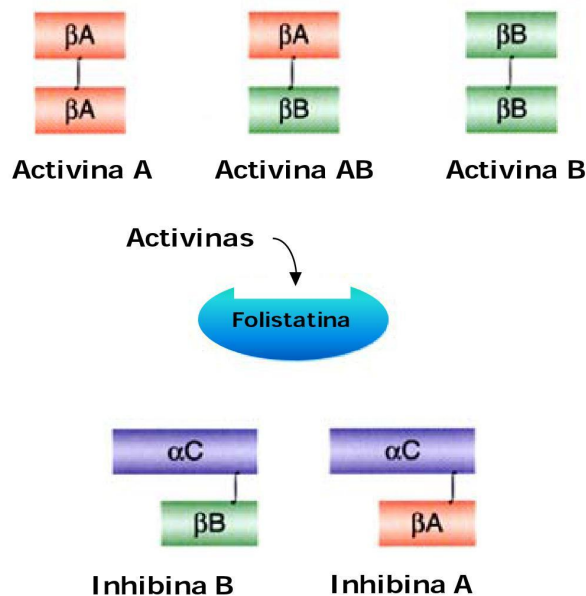 βA βA βB
βA βB βB
Activina A Activina AB Activina B
Activinas
Folistatina
αC αC
βB βA
Inhibina B Inhibina A